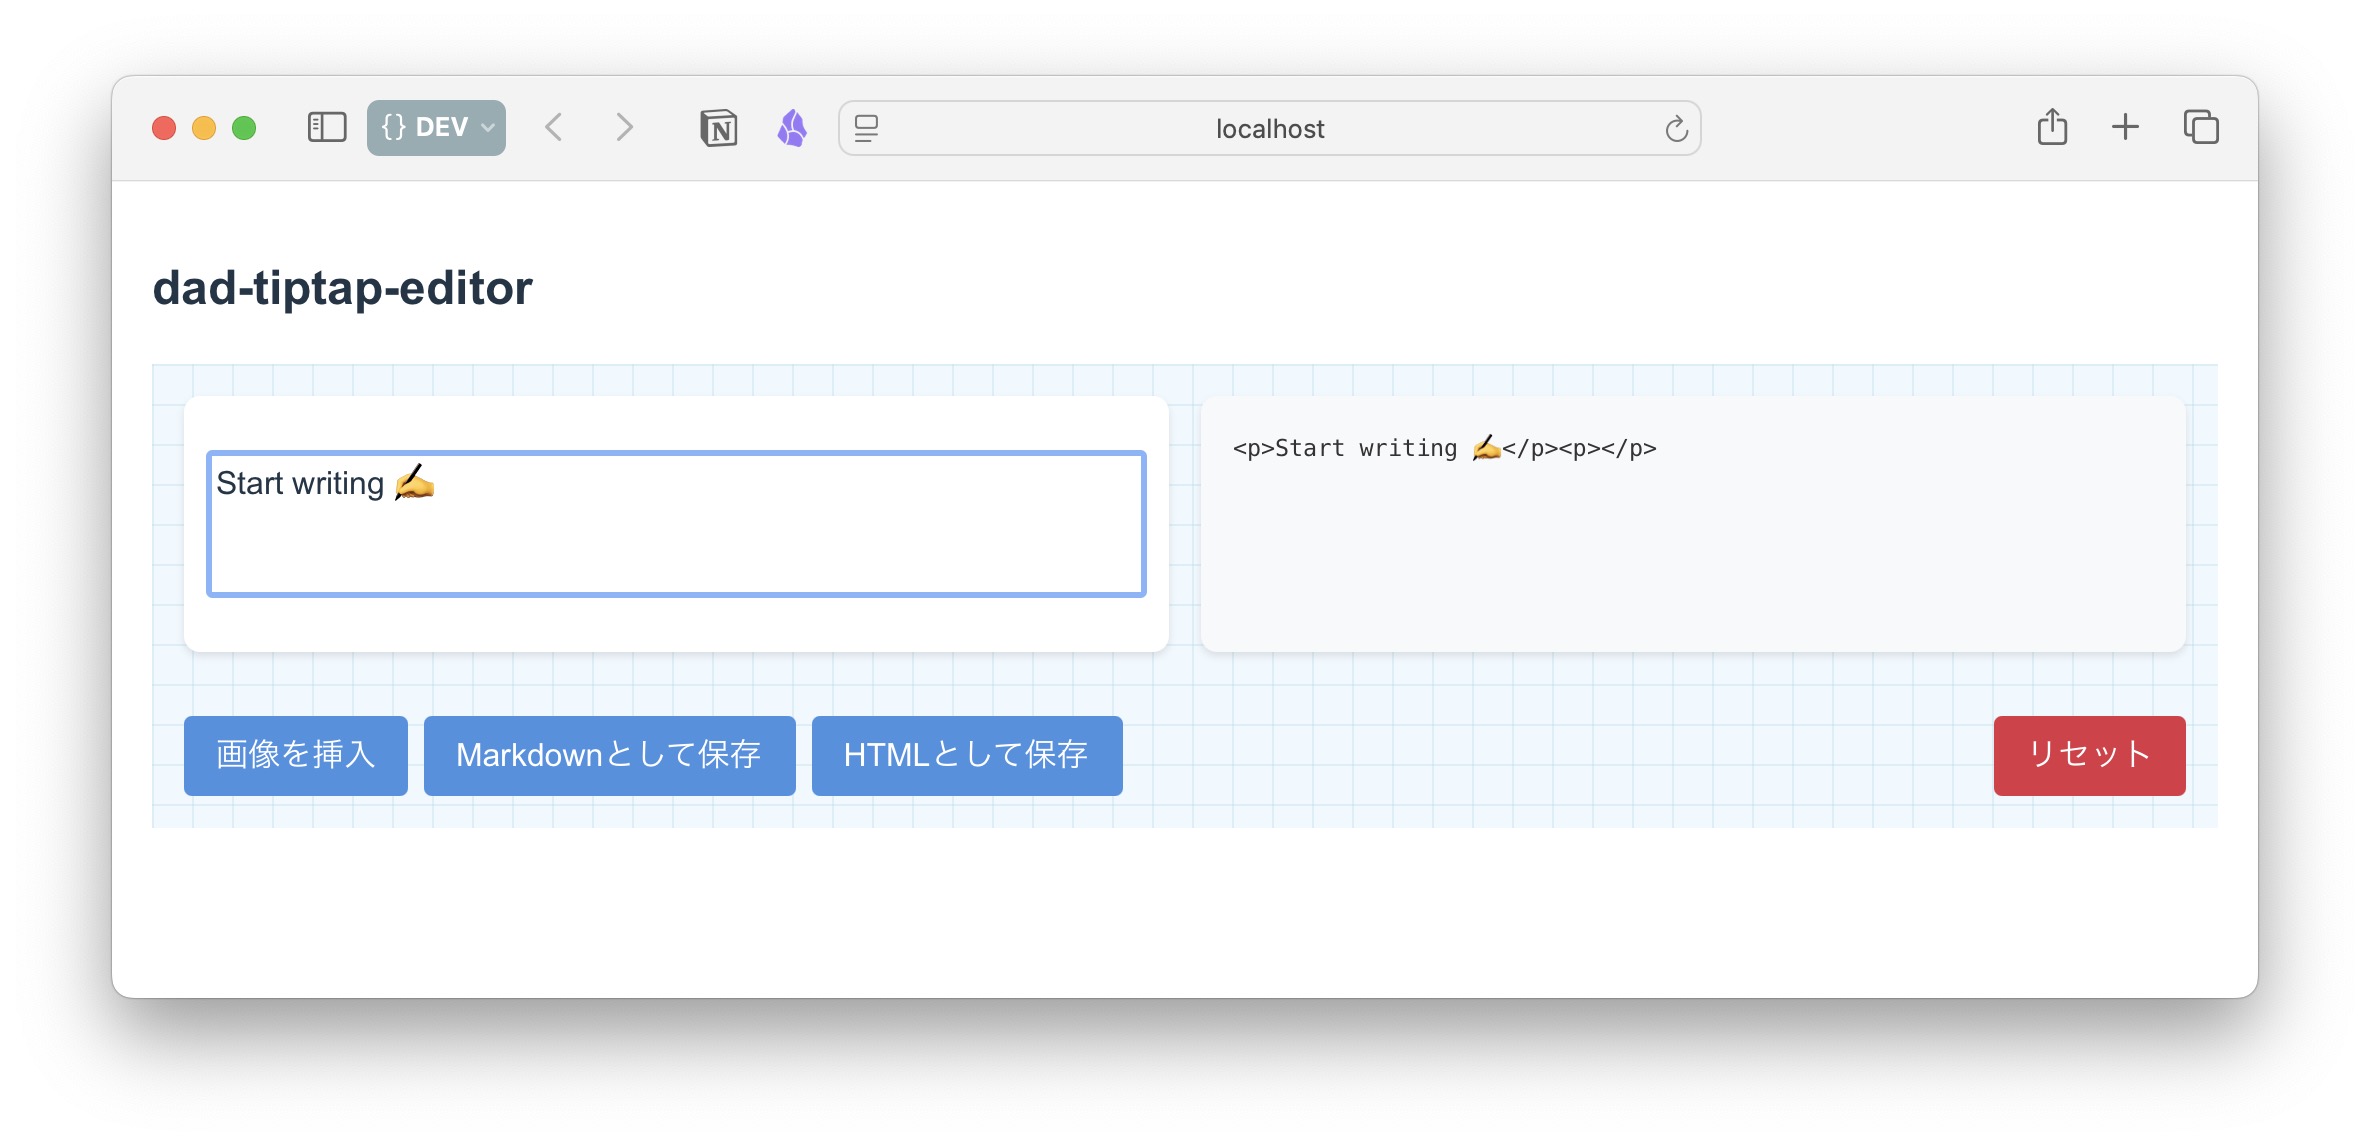 {} DEV
localhost
dad-tiptap-editor
Start writing ✍️
<p>Start writing ✍️</p><p></p>
画像を挿入
Markdownとして保存
HTMLとして保存
リセット